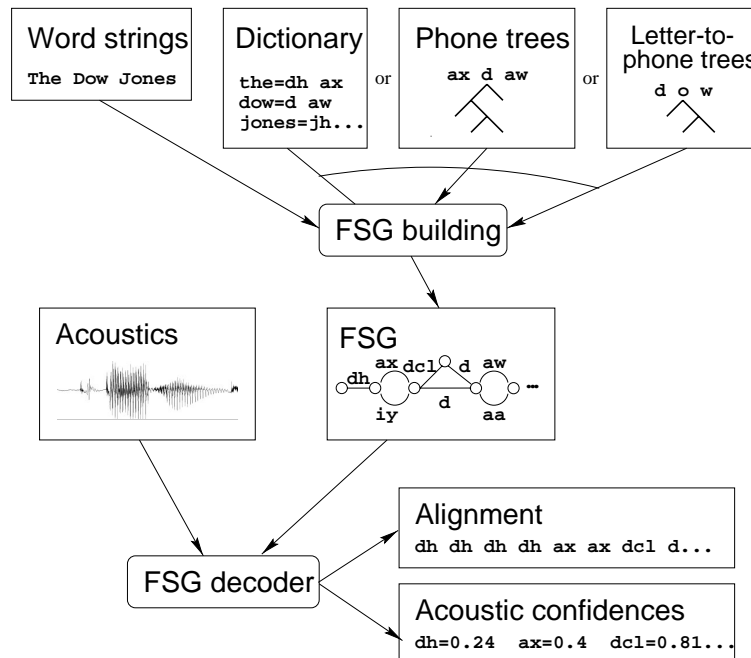 Word strings
The Dow Jones
Dictionary
the=dh ax
dow=d aw
jones=jh...
or
Phone trees
ax d aw
or
Letter-to-
phone trees
d o w
FSG building
Acoustics
FSG
ax dcl d aw
dh ...
iy d aa
Alignment
dh dh dh dh ax ax dcl d...
FSG decoder
Acoustic confidences
dh=0.24 ax=0.4 dcl=0.81...